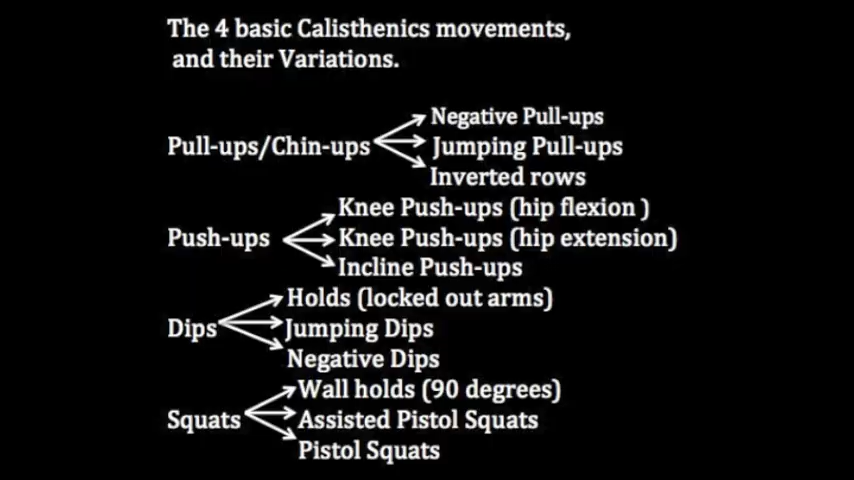 The 4 basic Calisthenics movements,
and their Variations.
Negative Pull-ups
Pull-ups/Chin-ups
Jumping Pull-ups
Inverted rows
Knee Push-ups (hip flexion )
Push-ups
Knee Push-ups (hip extension)
Incline Push-ups
Holds (locked out arms)
Dips
Jumping Dips
Negative Dips
Wall holds (90 degrees)
Squats
Assisted Pistol Squats
Pistol Squats